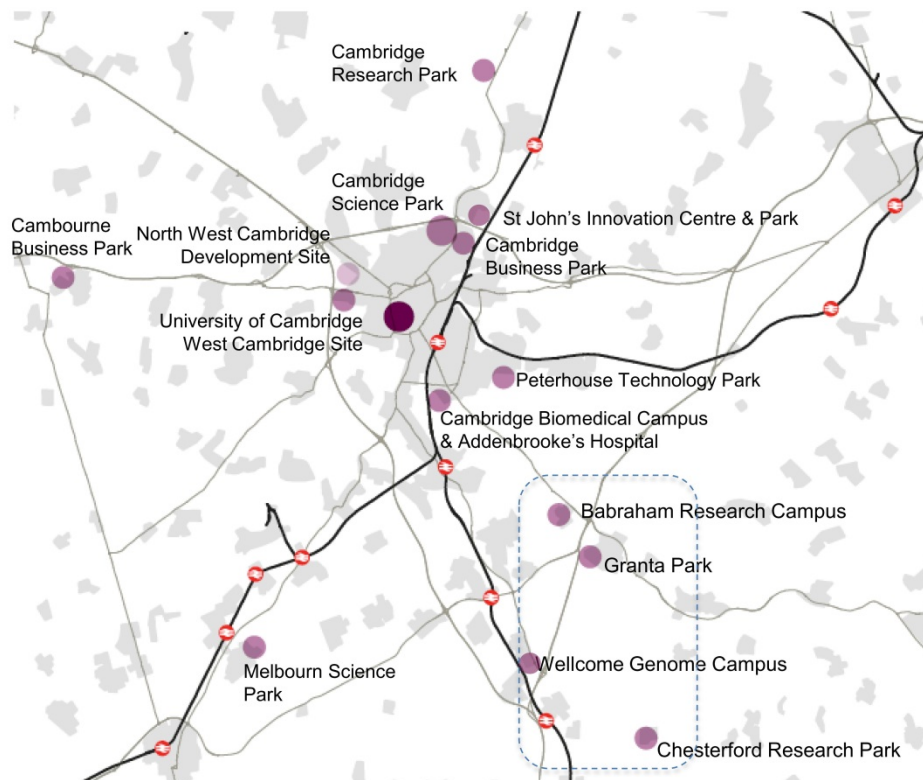 Cambridge
Research Park
Cambridge
Science Park
St John's Innovation Centre & Park
Cambourne
Business Park
North West Cambridge
Development Site
Cambridge
Business Park
University of Cambridge
West Cambridge Site
Peterhouse Technology Park
Cambridge Biomedical Campus
& Addenbrooke's Hospital
Babraham Research Campus
Granta Park
Wellcome Genome Campus
Melbourn Science
Park
Chesterford Research Park